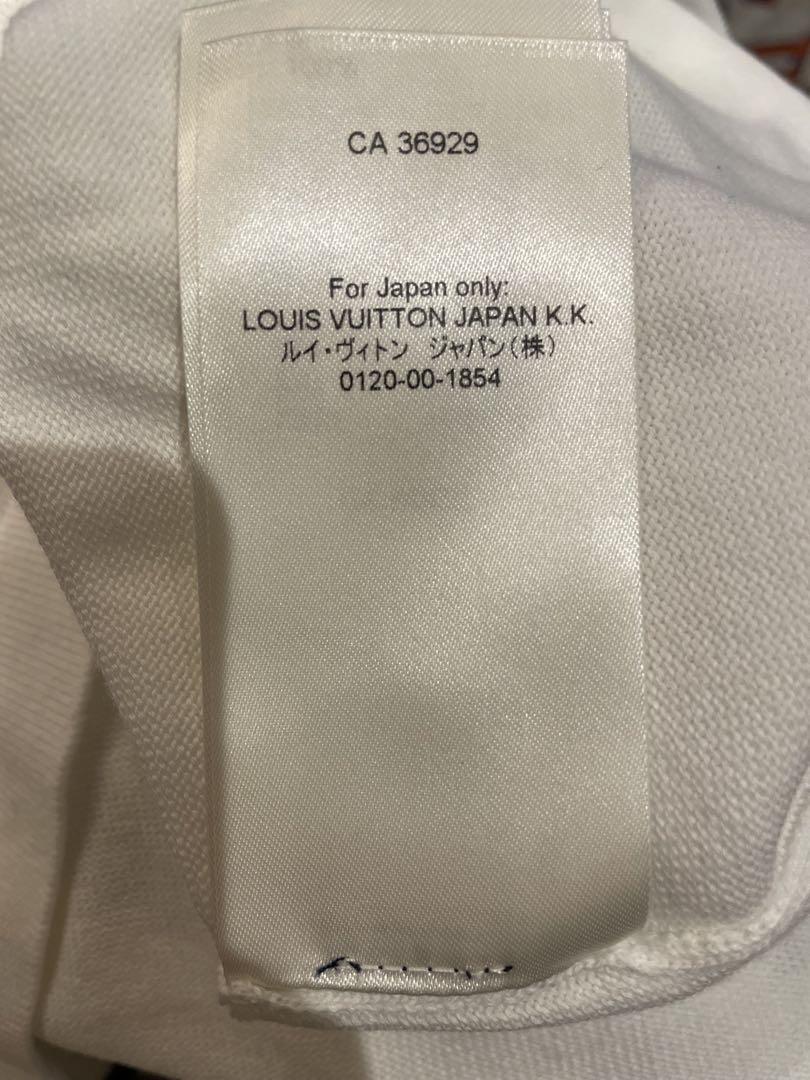 CA 36929
For Japan only:
LOUIS VUITTON JAPAN K.K.
ルイ・ヴィトン ジャパン(株)
0120-00-1854